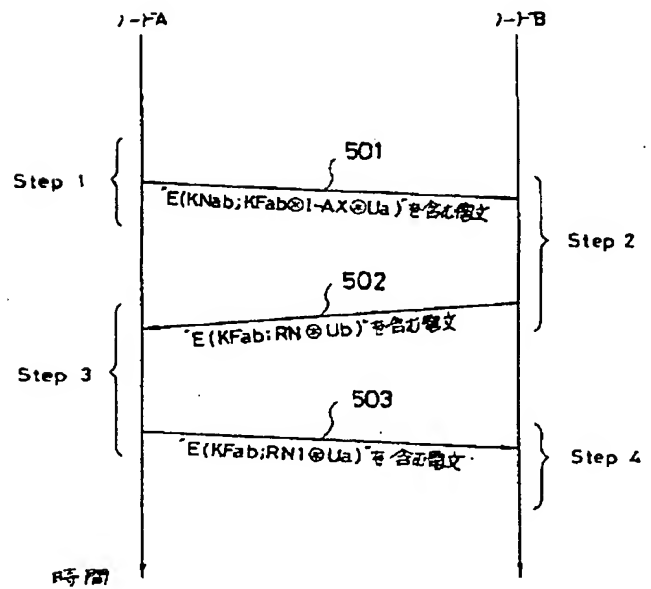 ノードA
ノードB
501
Step 1
"E(KNab;KFab⊛I-AX⊛Ua)"を含む電文
Step 2
502
"E(KFab;RN⊛Ub)"を含む電文
Step 3
503
"E(KFab;RN1⊛Ua)"を含む電文
Step 4
時間